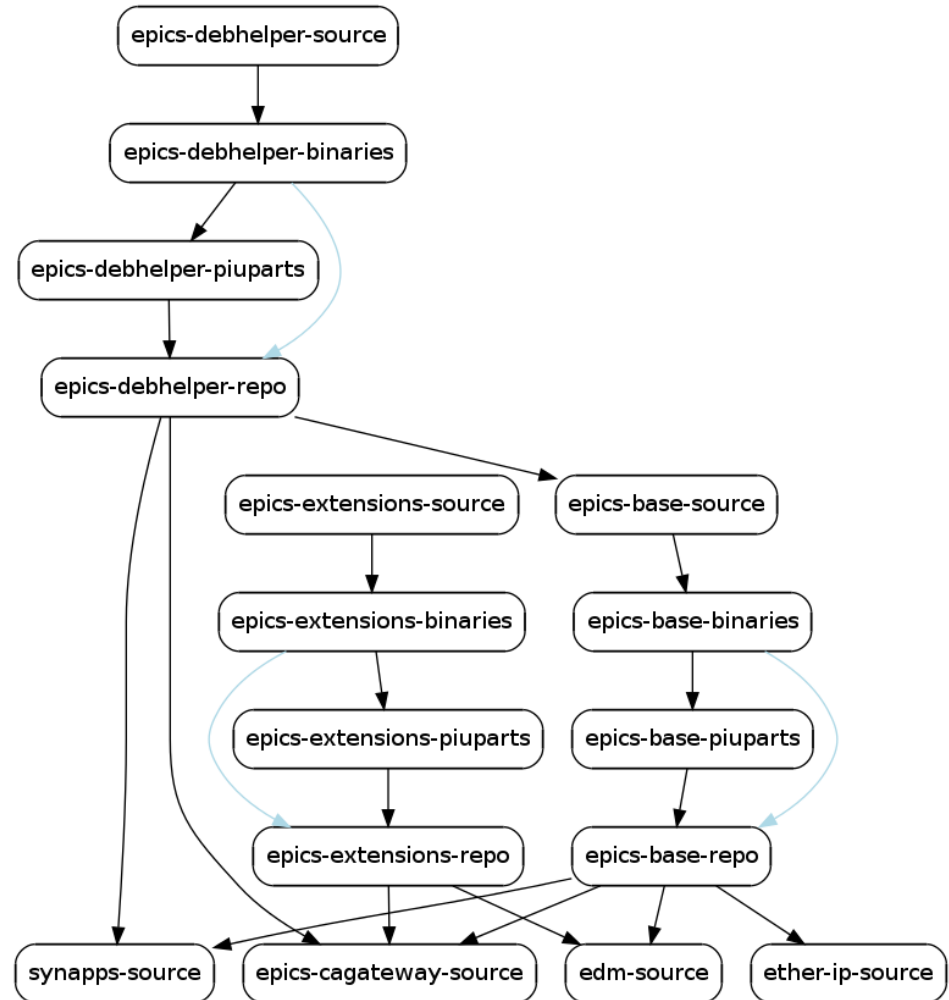 epics-debhelper-source
epics-debhelper-binaries
epics-debhelper-piuparts
epics-debhelper-repo
epics-extensions-source
epics-base-source
epics-extensions-binaries
epics-base-binaries
epics-extensions-piuparts
epics-base-piuparts
epics-extensions-repo
epics-base-repo
synapps-source
epics-cagateway-source
edm-source
ether-ip-source